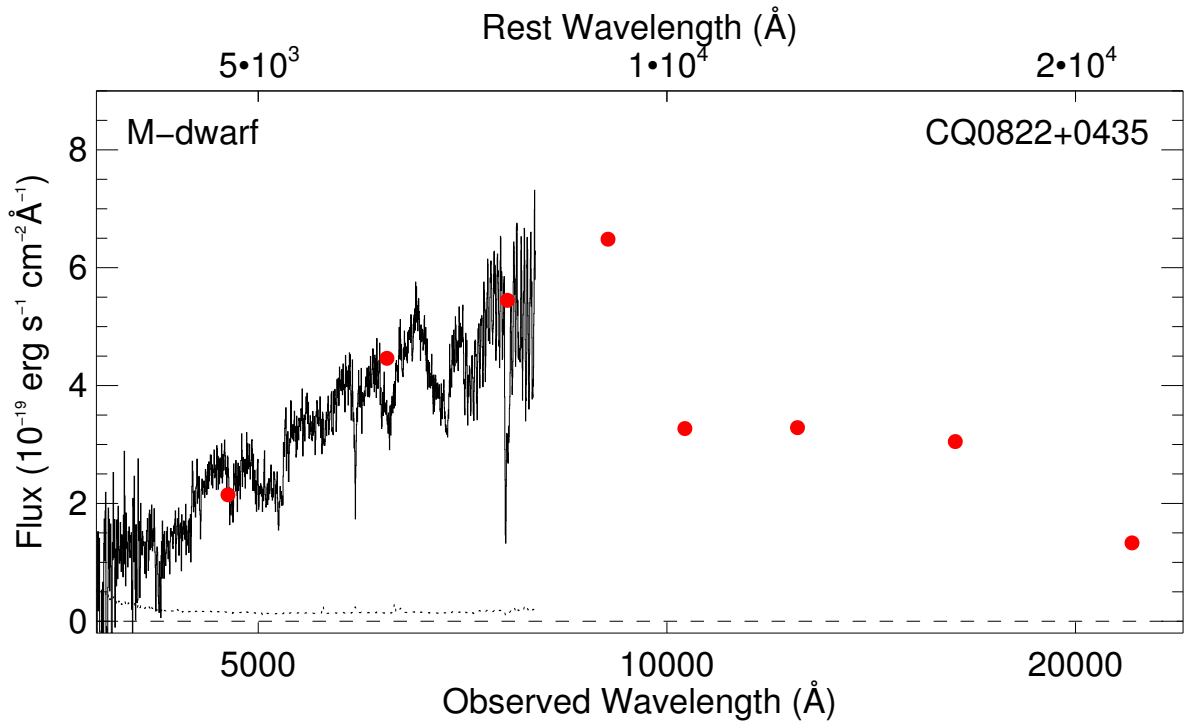 Rest Wavelength (Å)
5•10³ 1•10⁴ 2•10⁴
M−dwarf CQ0822+0435
8
6
4
2
0
Flux (10⁻¹⁹ erg s⁻¹ cm⁻²Å⁻¹)
5000 10000 20000
Observed Wavelength (Å)